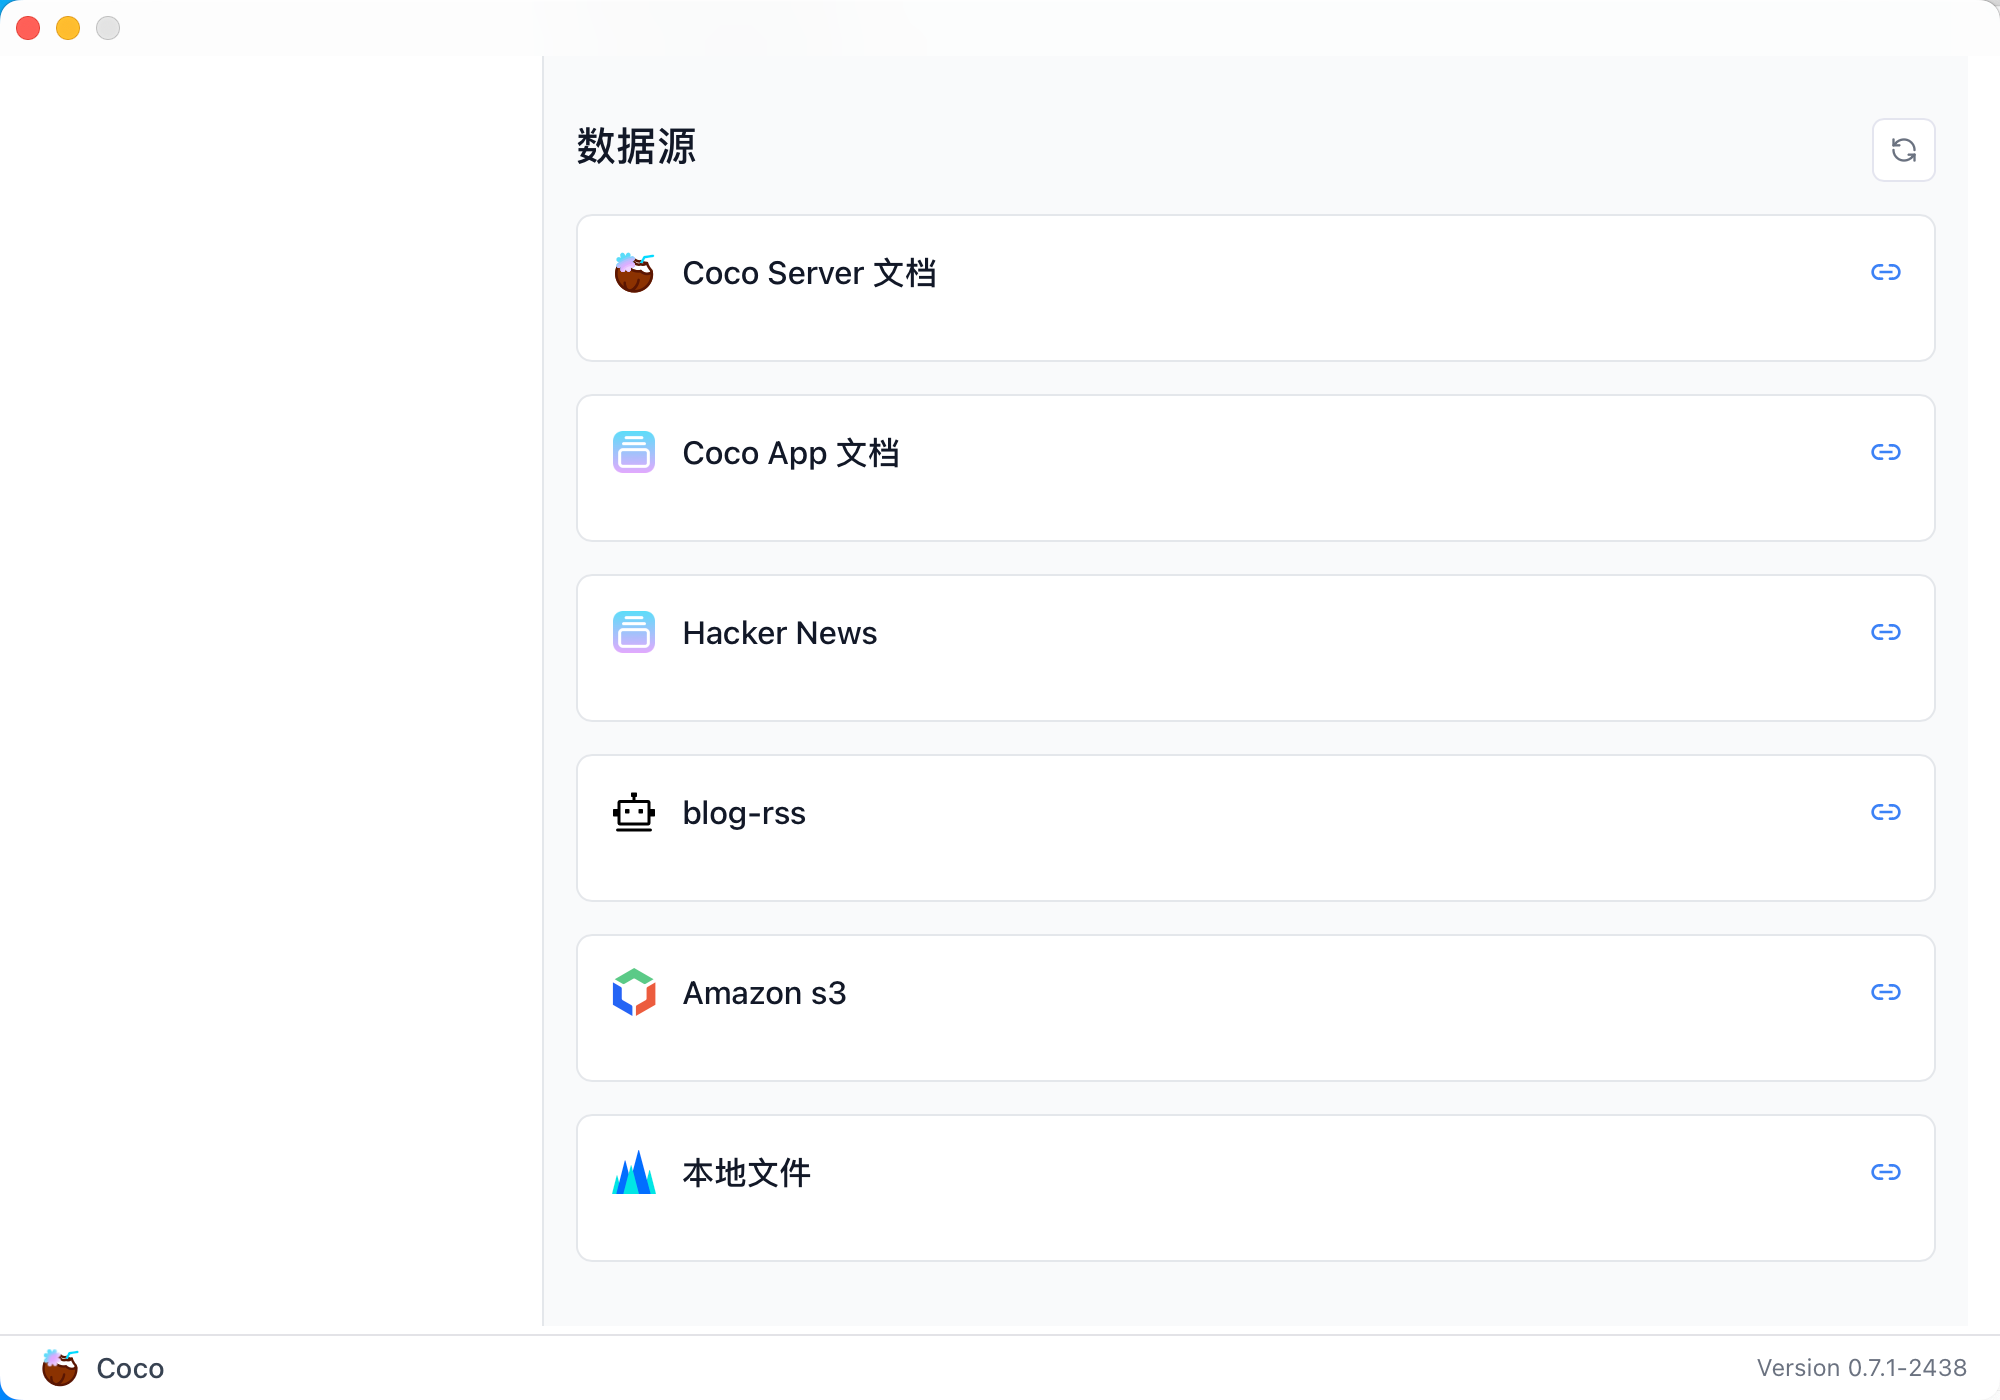 数据源
Coco Server 文档
Coco App 文档
Hacker News
blog-rss
Amazon s3
本地文件
Coco
Version 0.7.1-2438